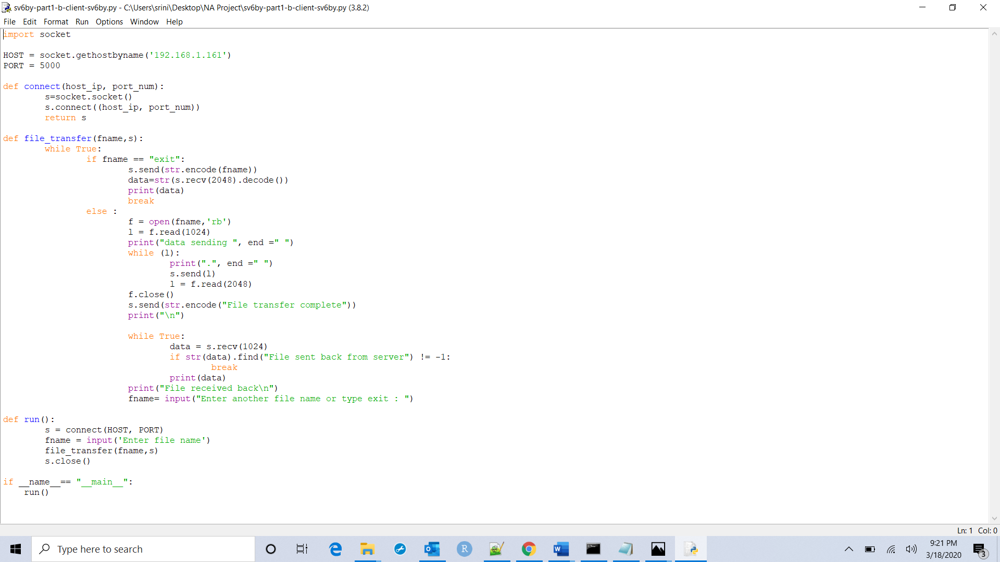 sv6by-part1-b-client-sv6by.py - C:\Users\srini\Desktop\NA Project\sv6by-part1-b-client-sv6by.py (3.8.2)
File Edit Format Run Options Window Help
import socket

HOST = socket.gethostbyname('192.168.1.161')
PORT = 5000

def connect(host_ip, port_num):
        s=socket.socket()
        s.connect((host_ip, port_num))
        return s

def file_transfer(fname,s):
        while True:
                if fname == "exit":
                        s.send(str.encode(fname))
                        data=str(s.recv(2048).decode())
                        print(data)
                        break
                else :
                        f = open(fname,'rb')
                        l = f.read(1024)
                        print("data sending ", end =" ")
                        while (l):
                                print(".", end =" ")
                                s.send(l)
                                l = f.read(2048)
                        f.close()
                        s.send(str.encode("File transfer complete"))
                        print("\n")

                        while True:
                                data = s.recv(1024)
                                if str(data).find("File sent back from server") != -1:
                                        break
                                print(data)
                        print("File received back\n")
                        fname= input("Enter another file name or type exit : ")

def run():
        s = connect(HOST, PORT)
        fname = input('Enter file name')
        file_transfer(fname,s)
        s.close()

if __name__== "__main__":
    run()
Ln: 1 Col: 0
Type here to search
R
W
9:21 PM
3/18/2020
3